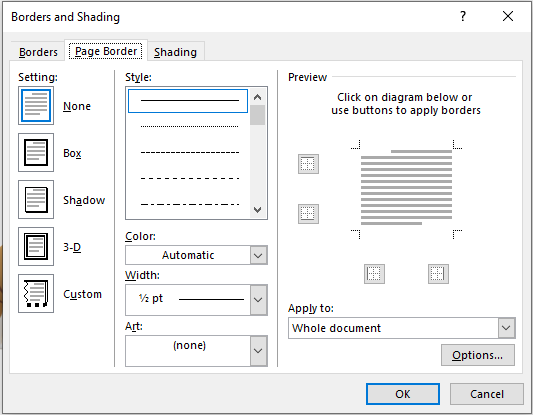 Borders and Shading
?
Borders
Page Border
Shading
Setting:
None
Box
Shadow
3-D
Custom
Style:
Color:
Automatic
Width:
½ pt
Art:
(none)
Preview
Click on diagram below or
use buttons to apply borders
Apply to:
Whole document
Options...
OK
Cancel